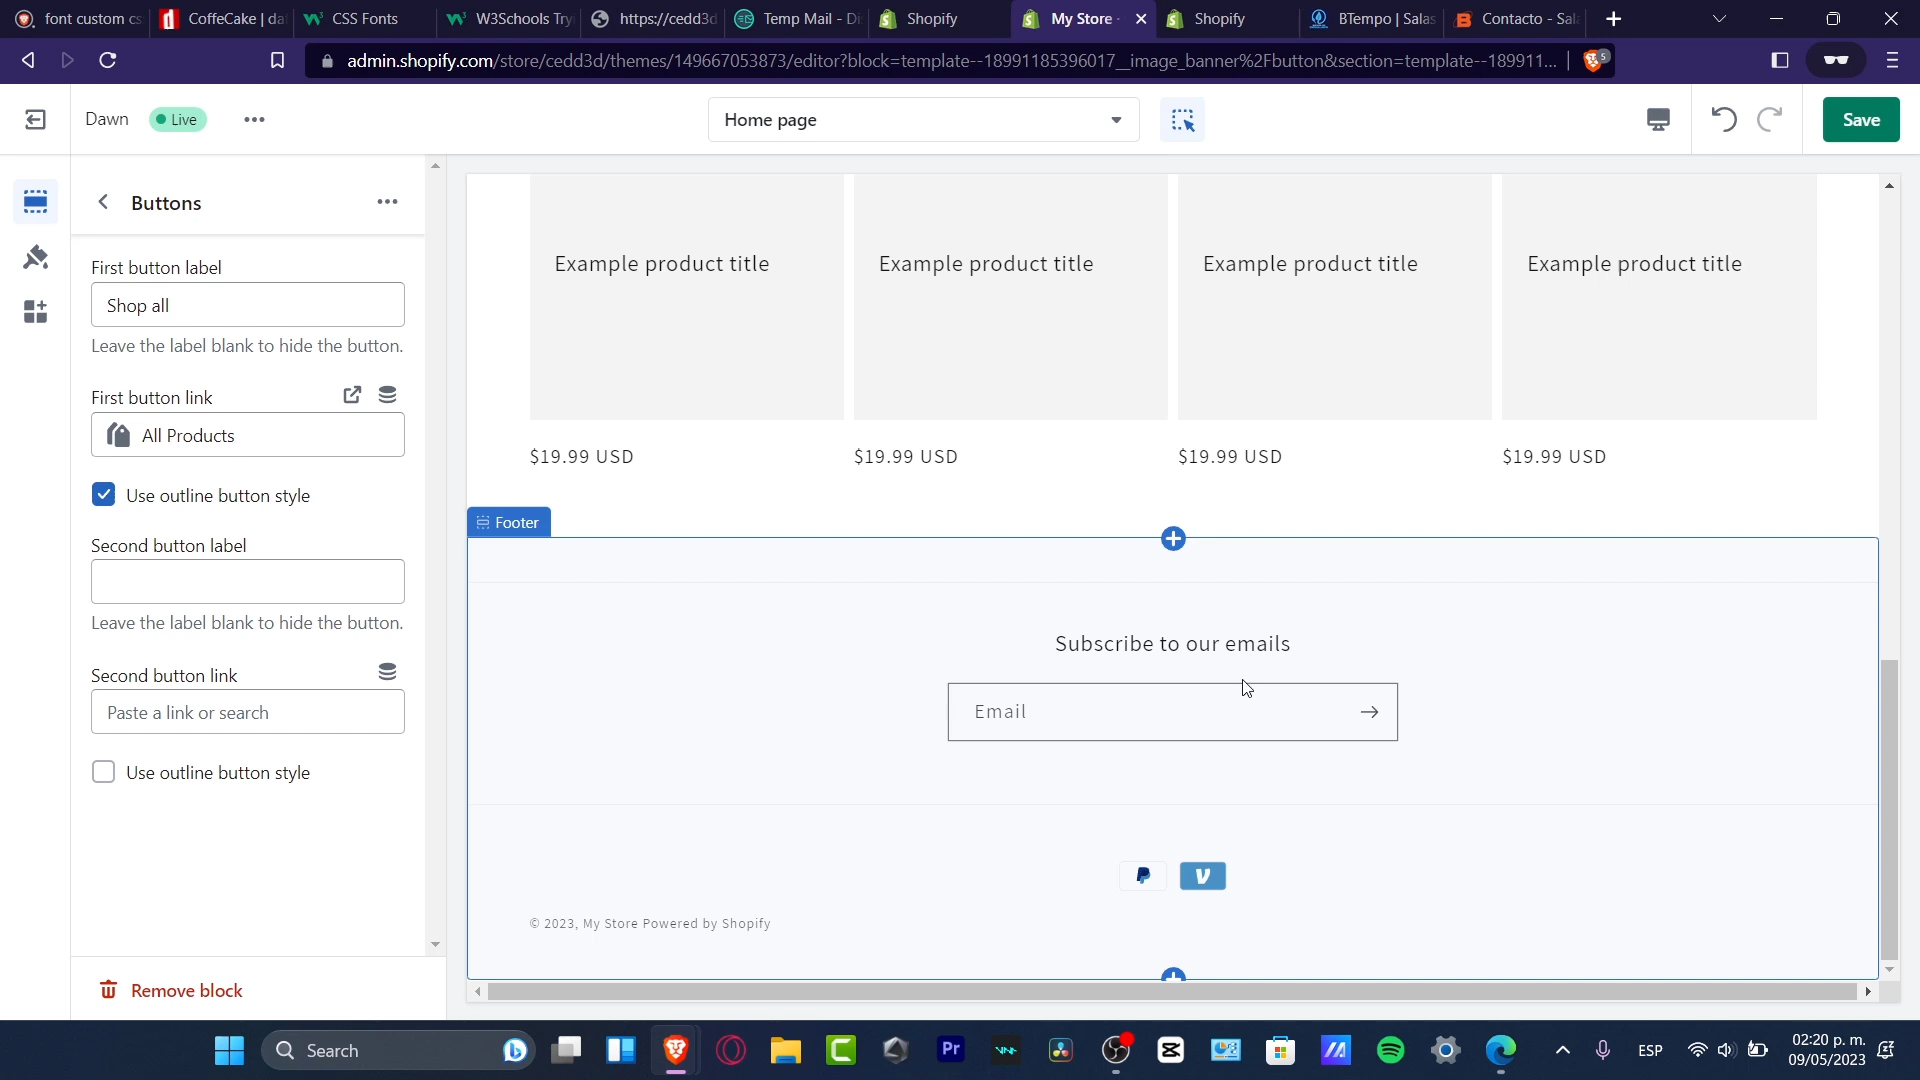 font custom cs
CoffeCake | da
CSS Fonts
W3Schools Try
https://cedd3d
Temp Mail - Di
Shopify
My Store
Shopify
BTempo | Salas
Contacto - Sala
admin.shopify.com/store/cedd3d/themes/149667053873/editor?block=template--18991185396017__image_banner%2Fbutton&section=template--189911...
5
Dawn
Live
Home page
Save
Buttons
First button label
Shop all
Leave the label blank to hide the button.
First button link
All Products
Use outline button style
Second button label
Leave the label blank to hide the button.
Second button link
Paste a link or search
Use outline button style
Remove block
Example product title
Example product title
Example product title
Example product title
$19.99 USD
$19.99 USD
$19.99 USD
$19.99 USD
Footer
Subscribe to our emails
Email
© 2023, My Store Powered by Shopify
Search
Pr
ESP
02:20 p. m.
09/05/2023